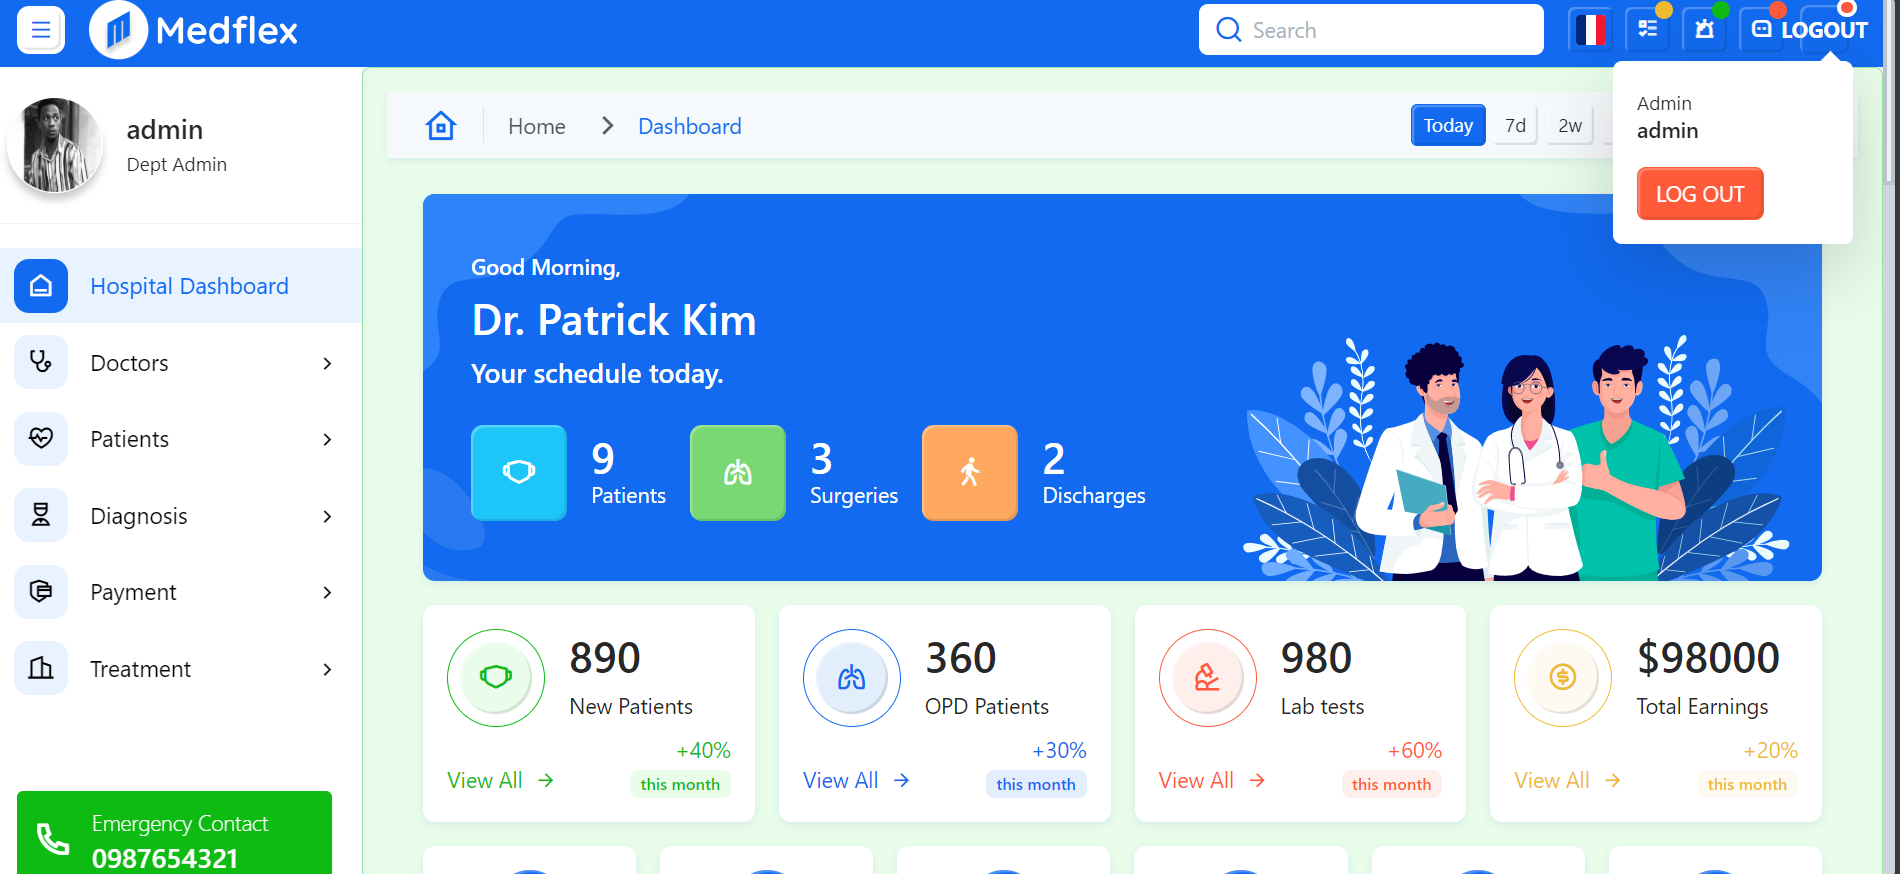 Medflex
Search
LOGOUT
admin
Dept Admin
Home
Dashboard
Today
7d
2w
Admin
admin
LOG OUT
Hospital Dashboard
Doctors
Patients
Diagnosis
Payment
Treatment
Emergency Contact
0987654321
Good Morning,
Dr. Patrick Kim
Your schedule today.
9
Patients
3
Surgeries
2
Discharges
890
New Patients
+40%
View All
this month
360
OPD Patients
+30%
View All
this month
980
Lab tests
+60%
View All
this month
$98000
Total Earnings
+20%
View All
this month